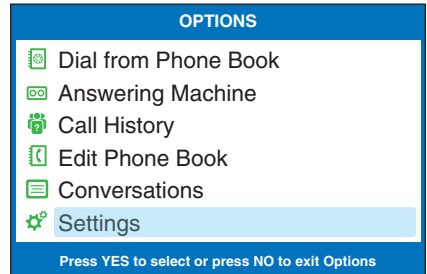 OPTIONS
Dial from Phone Book
Answering Machine
Call History
Edit Phone Book
Conversations
Settings
Press YES to select or press NO to exit Options